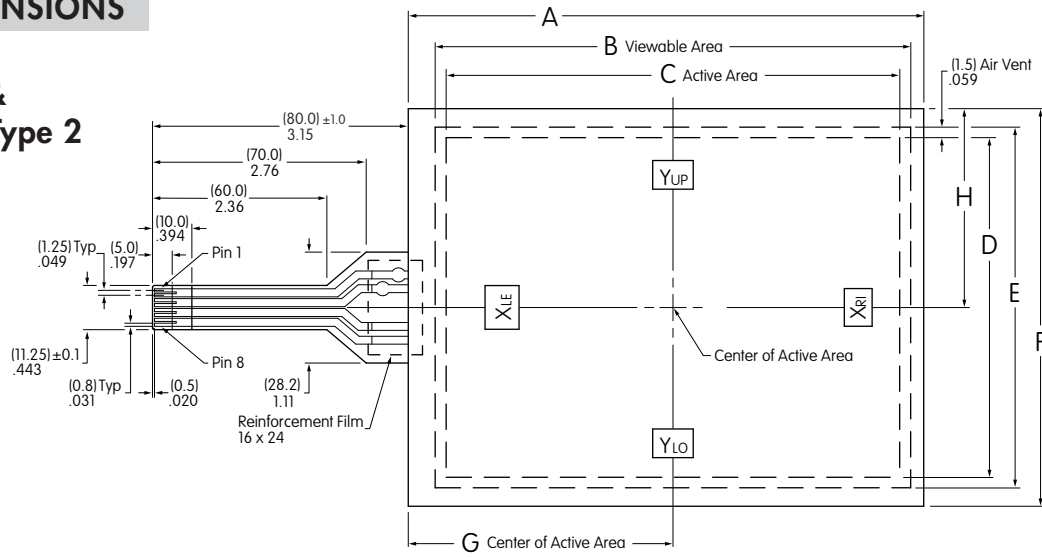 NSIONS
A
B Viewable Area
C Active Area
(1.5) Air Vent
.059
&
Type 2
(80.0) ±1.0
3.15
(70.0)
2.76
(60.0)
2.36
(10.0)
.394
(1.25) Typ
.049
(5.0)
.197
Pin 1
YUP
H
D
E
F
XLE
XRI
Center of Active Area
(11.25) ±0.1
.443
Pin 8
(0.8) Typ
.031
(0.5)
.020
(28.2)
1.11
Reinforcement Film
16 x 24
YLO
G Center of Active Area